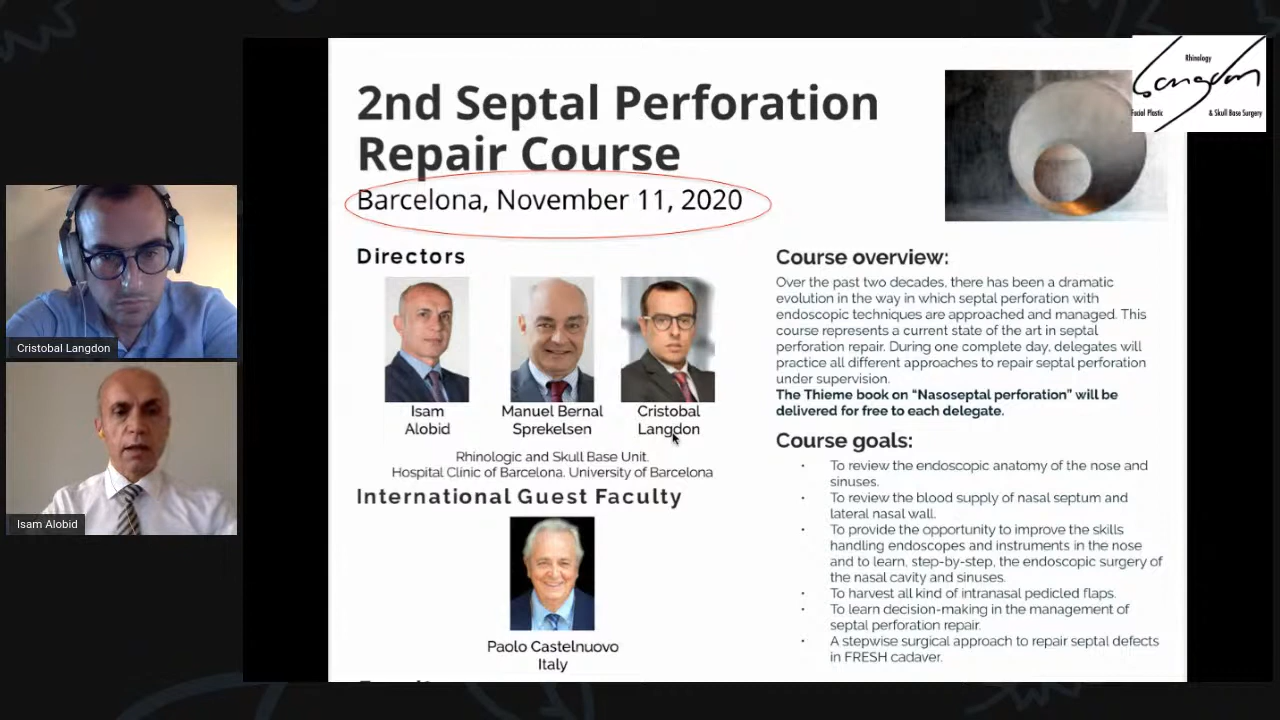 2nd Septal Perforation
Repair Course
Barcelona, November 11, 2020
Directors
Isam
Alobid
Manuel Bernal
Sprekelsen
Cristobal
Langdon
Rhinologic and Skull Base Unit.
Hospital Clínic of Barcelona. University of Barcelona
International Guest Faculty
Paolo Castelnuovo
Italy
Course overview:
Over the past two decades, there has been a dramatic
evolution in the way in which septal perforation with
endoscopic techniques are approached and managed. This
course represents a current state of the art in septal
perforation repair. During one complete day, delegates will
practice all different approaches to repair septal perforation
under supervision.
The Thieme book on “Nasoseptal perforation” will be
delivered for free to each delegate.
Course goals:
· To review the endoscopic anatomy of the nose and
sinuses.
· To review the blood supply of nasal septum and
lateral nasal wall.
· To provide the opportunity to improve the skills
handling endoscopes and instruments in the nose
and to learn, step-by-step, the endoscopic surgery of
the nasal cavity and sinuses.
· To harvest all kind of intranasal pedicled flaps.
· To learn decision-making in the management of
septal perforation repair.
· A stepwise surgical approach to repair septal defects
in FRESH cadaver.
Rhinology
Langdon
Facial Plastic & Skull Base Surgery
Cristobal Langdon
Isam Alobid